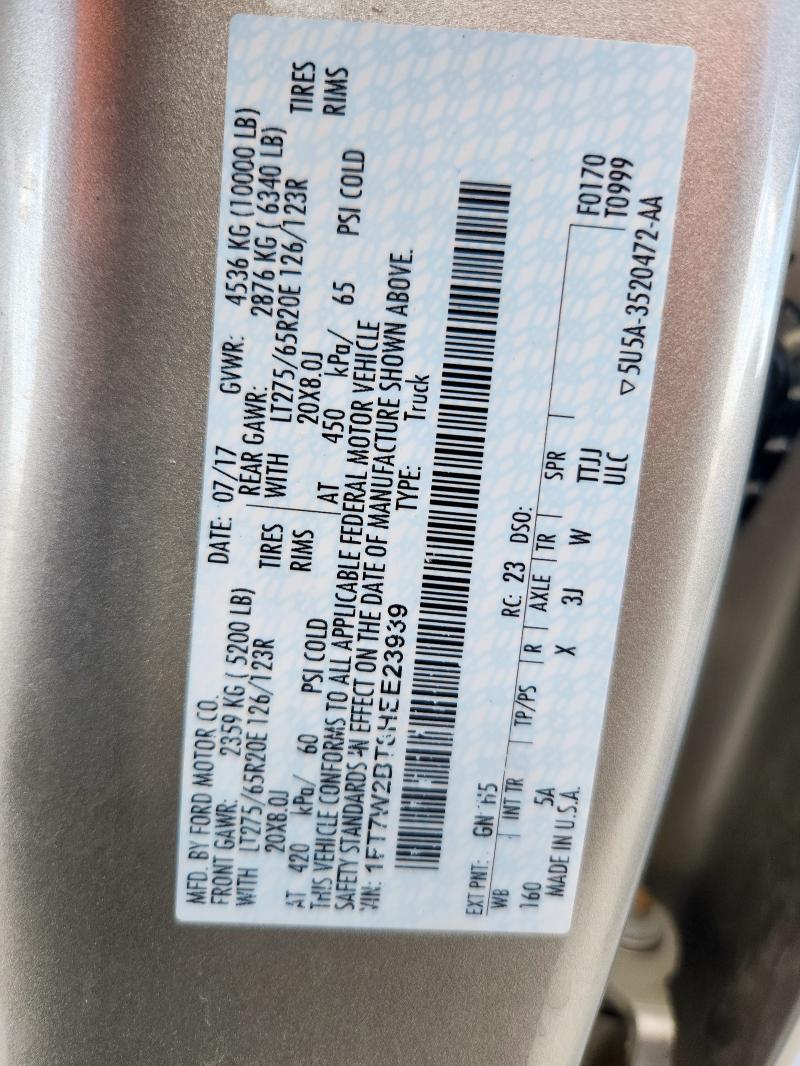 MFD. BY FORD MOTOR CO.
DATE: 07/17 GVWR: 4536 KG (10000 LB)
FRONT GAWR: 2359 KG ( 5200 LB)
REAR GAWR: 2876 KG ( 6340 LB)
WITH LT275/65R20E 126/123R TIRES
WITH LT275/65R20E 126/123R TIRES
20X8.0J RIMS
20X8.0J RIMS
AT 420 kPa/ 60 PSI COLD
AT 450 kPa/ 65 PSI COLD
THIS VEHICLE CONFORMS TO ALL APPLICABLE FEDERAL MOTOR VEHICLE
SAFETY STANDARDS IN EFFECT ON THE DATE OF MANUFACTURE SHOWN ABOVE.
VIN: 1FT7W2BT8HEE23939 TYPE: Truck
EXT PNT: GN RC: 23 DSO:
WB INT TR TP/PS R AXLE TR SPR F0170
160 5A X 3J W TTJJ T0999
MADE IN U.S.A. ULC
▽5U5A-3520472-AA